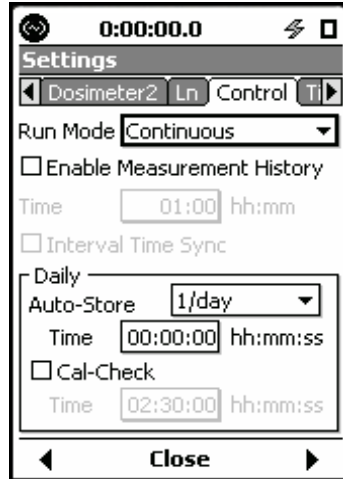 0:00:00.0
Settings
Dosimeter2 Ln Control Ti
Run Mode Continuous
Enable Measurement History
Time 01:00 hh:mm
Interval Time Sync
Daily
Auto-Store 1/day
Time 00:00:00 hh:mm:ss
Cal-Check
Time 02:30:00 hh:mm:ss
Close